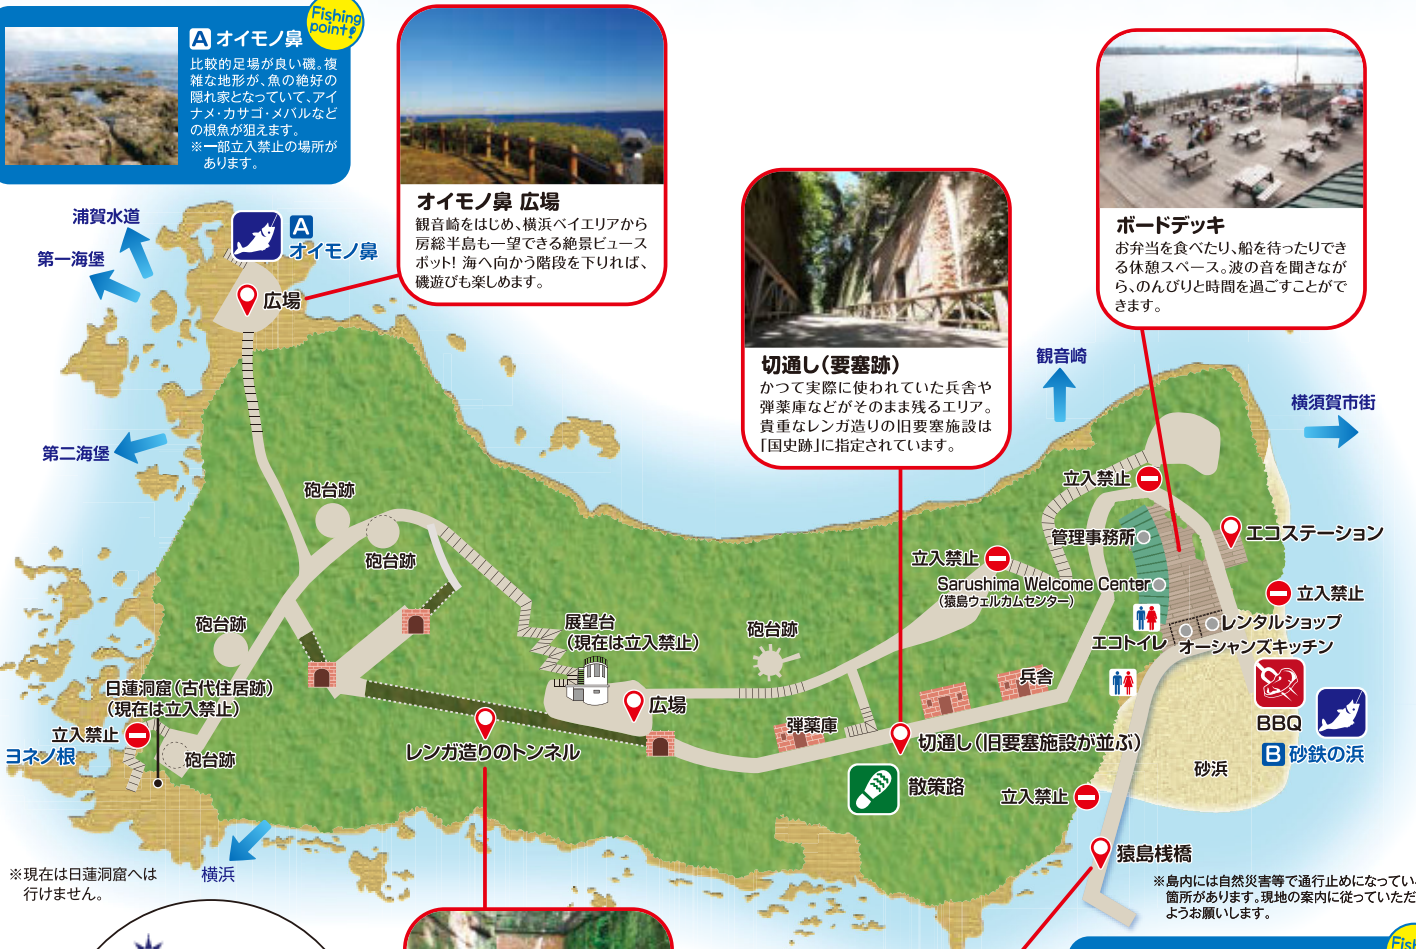 Fishing
point!
A オイモノ鼻
比較的足場が良い磯。複
雑な地形が、魚の絶好の
隠れ家となっていて、アイ
ナメ・カサゴ・メバルなど
の根魚が狙えます。
※一部立入禁止の場所が
あります。
オイモノ鼻 広場
観音崎をはじめ、横浜ベイエリアから
房総半島も一望できる絶景ビュース
ポット! 海へ向かう階段を下りれば、
磯遊びも楽しめます。
切通し(要塞跡)
かつて実際に使われていた兵舎や
弾薬庫などがそのまま残るエリア。
貴重なレンガ造りの旧要塞施設は
「国史跡」に指定されています。
ボードデッキ
お弁当を食べたり、船を待ったりでき
る休憩スペース。波の音を聞きなが
ら、のんびりと時間を過ごすことがで
きます。
浦賀水道
第一海堡
A
オイモノ鼻
広場
第二海堡
観音崎
横須賀市街
砲台跡
砲台跡
砲台跡
立入禁止
管理事務所
エコステーション
立入禁止
Sarushima Welcome Center
(猿島ウェルカムセンター)
立入禁止
レンタルショップ
エコトイレ
オーシャンズキッチン
展望台
(現在は立入禁止)
砲台跡
日蓮洞窟(古代住居跡)
(現在は立入禁止)
立入禁止
ヨネノ根
砲台跡
広場
レンガ造りのトンネル
弾薬庫
兵舎
切通し(旧要塞施設が並ぶ)
散策路
BBQ
B 砂鉄の浜
砂浜
立入禁止
猿島桟橋
横浜
※現在は日蓮洞窟へは
行けません。
※島内には自然災害等で通行止めになってい
箇所があります。現地の案内に従っていただ
ようお願いします。
Fis